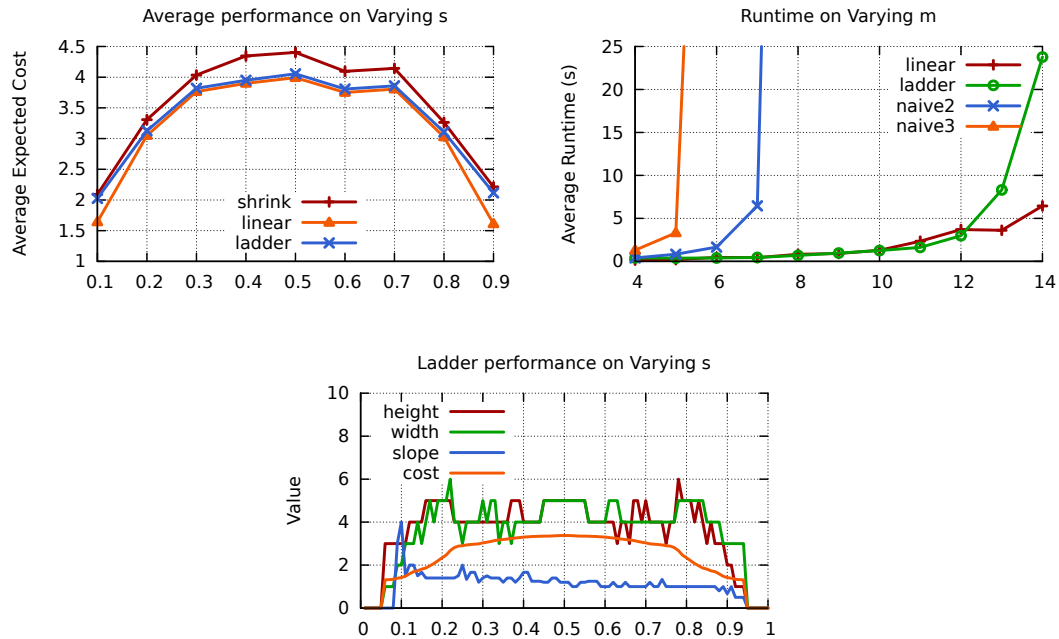 Average performance on Varying s
Average Expected Cost
4.5
4
3.5
3
2.5
2
1.5
1
shrink
linear
ladder
0.1 0.2 0.3 0.4 0.5 0.6 0.7 0.8 0.9
Runtime on Varying m
Average Runtime (s)
25
20
15
10
5
0
linear
ladder
naive2
naive3
4 6 8 10 12 14
Ladder performance on Varying s
Value
10
8
6
4
2
0
height
width
slope
cost
0 0.1 0.2 0.3 0.4 0.5 0.6 0.7 0.8 0.9 1